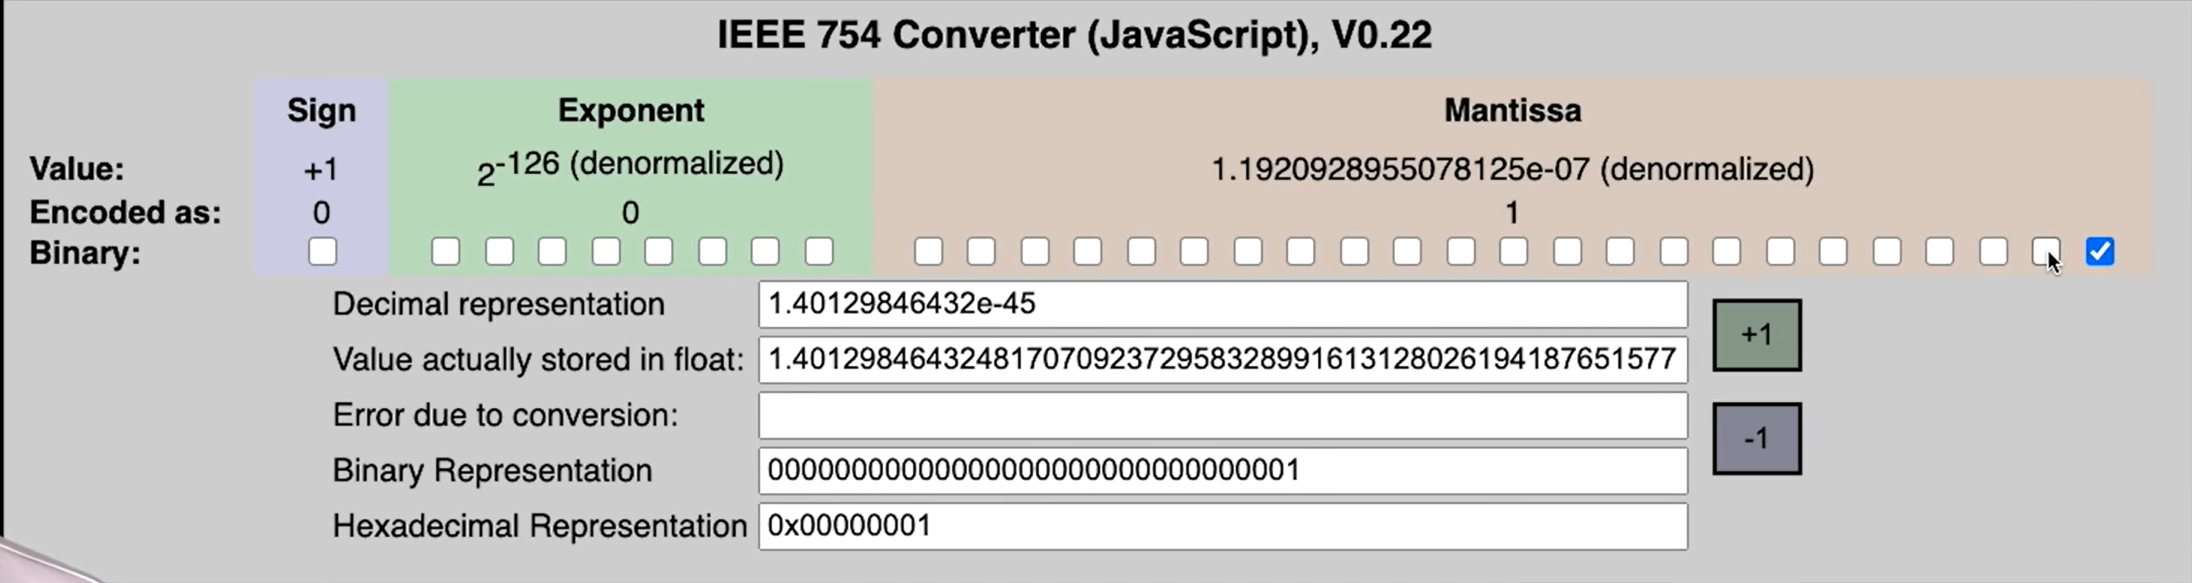 IEEE 754 Converter (JavaScript), V0.22
Sign Exponent Mantissa
Value: +1 2-126 (denormalized) 1.1920928955078125e-07 (denormalized)
Encoded as: 0 0 1
Binary:
Decimal representation 1.40129846432e-45
Value actually stored in float: 1.40129846432481707092372958328991613128026194187651577
+1
Error due to conversion:
-1
Binary Representation 00000000000000000000000000000001
Hexadecimal Representation 0x00000001